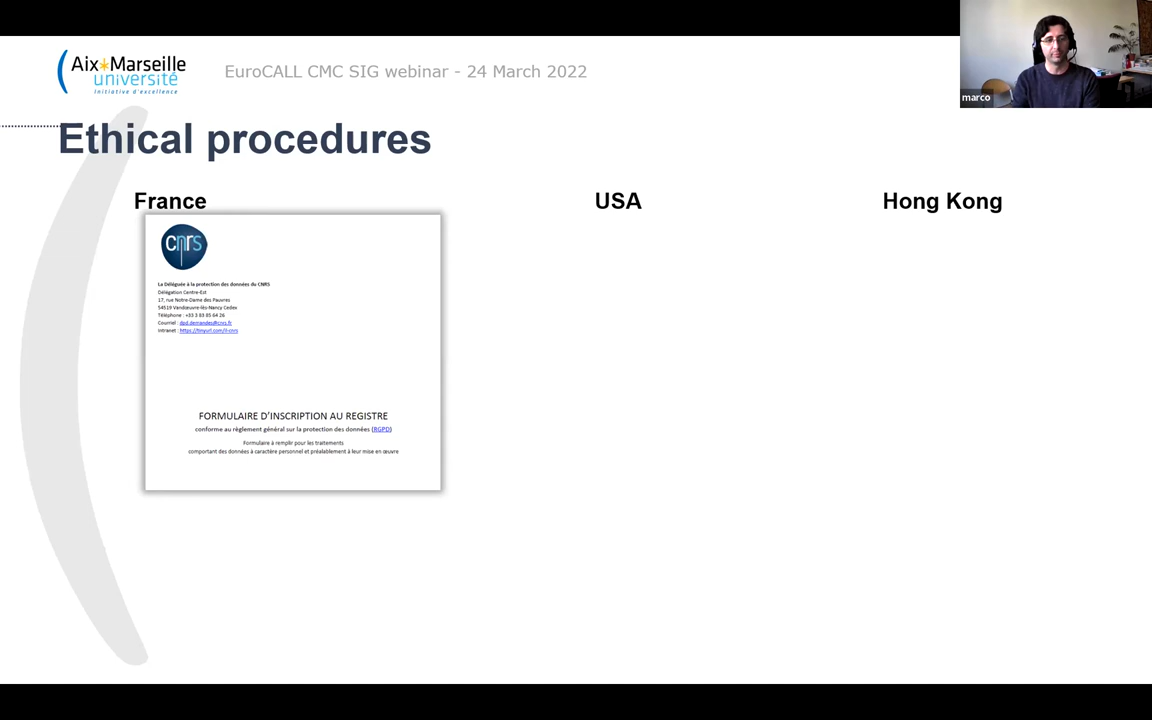 Aix✶Marseille
université
Initiative d'excellence
EuroCALL CMC SIG webinar - 24 March 2022
marco
Ethical procedures
France
USA
Hong Kong
cnrs
La Déléguée à la protection des données du CNRS
Délégation Centre-Est
17, rue Notre-Dame des Pauvres
54519 Vandœuvre-lès-Nancy Cedex
Téléphone : +33 3 83 85 64 26
Courriel : dpd.demandes@cnrs.fr
Intranet : https://tinyurl.com/il-cnrs
FORMULAIRE D'INSCRIPTION AU REGISTRE
conforme au règlement général sur la protection des données (RGPD)
Formulaire à remplir pour les traitements
comportant des données à caractère personnel et préalablement à leur mise en œuvre